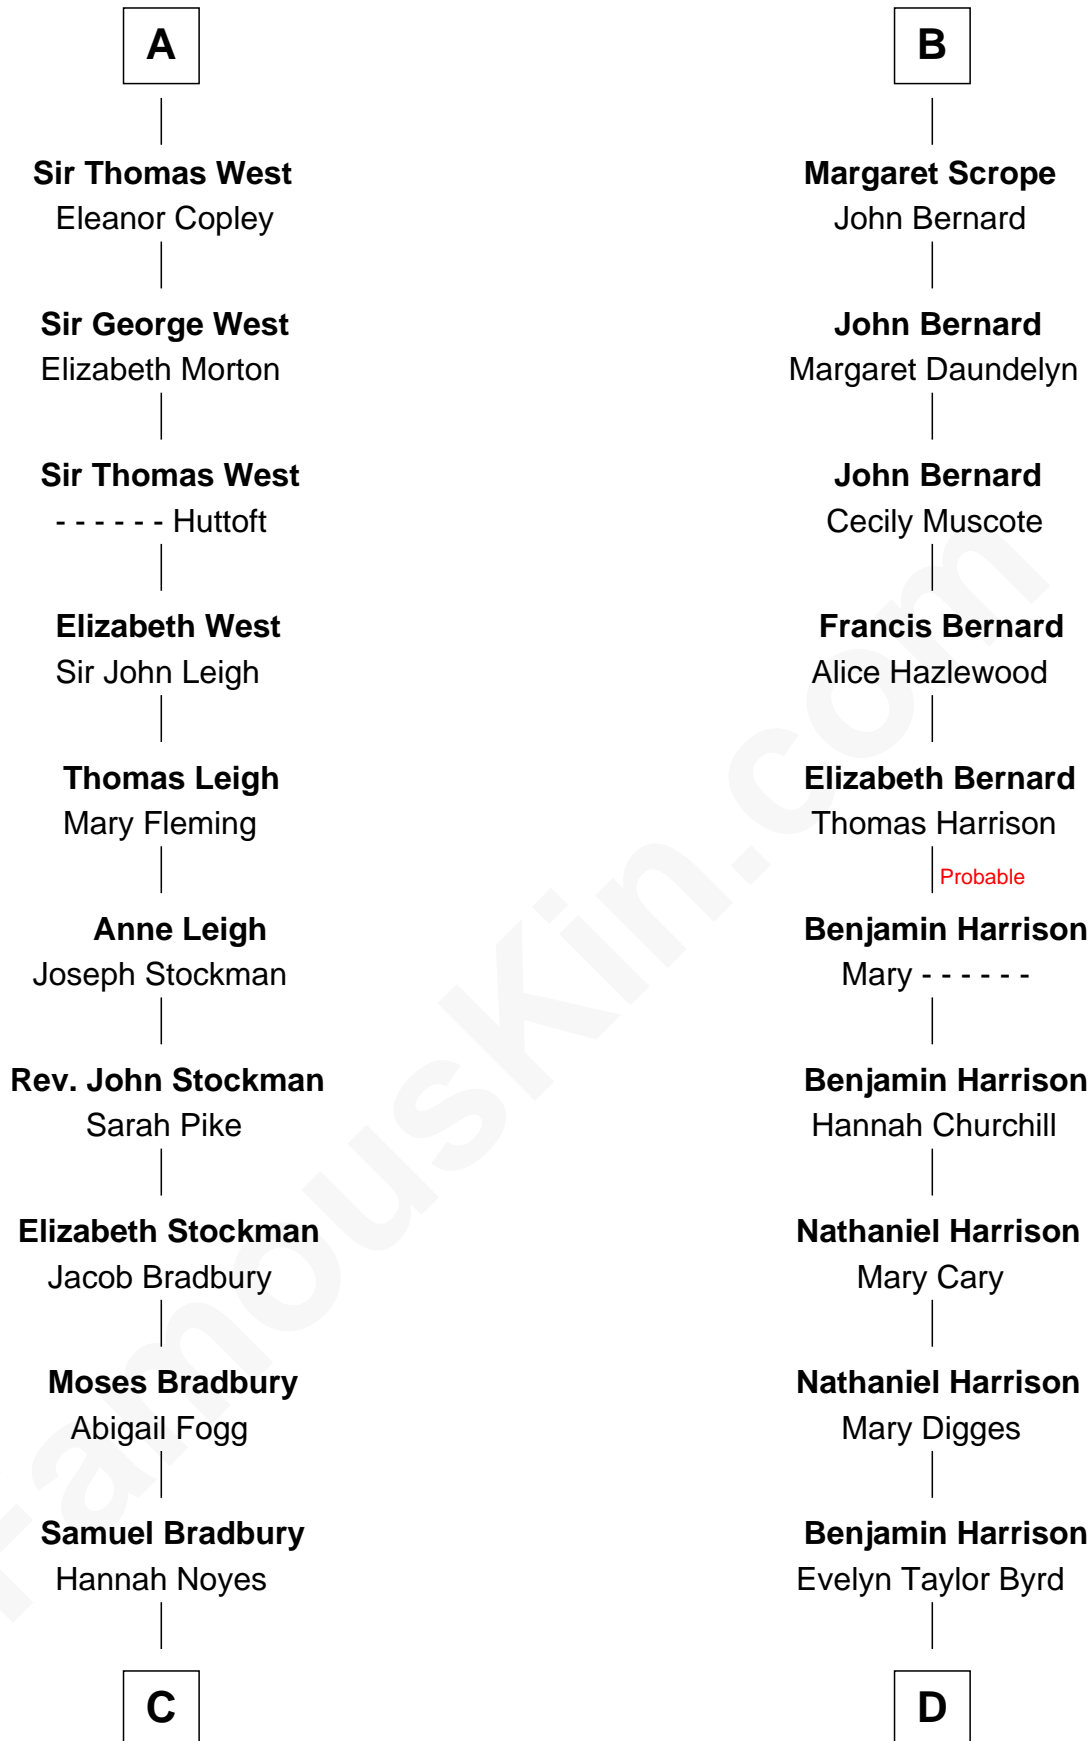 A
Sir Thomas West
Eleanor Copley
Sir George West
Elizabeth Morton
Sir Thomas West
- - - - - - Huttoft
Elizabeth West
Sir John Leigh
Thomas Leigh
Mary Fleming
Anne Leigh
Joseph Stockman
Rev. John Stockman
Sarah Pike
Elizabeth Stockman
Jacob Bradbury
Moses Bradbury
Abigail Fogg
Samuel Bradbury
Hannah Noyes
C
B
Margaret Scrope
John Bernard
John Bernard
Margaret Daundelyn
John Bernard
Cecily Muscote
Francis Bernard
Alice Hazlewood
Elizabeth Bernard
Thomas Harrison
Probable
Benjamin Harrison
Mary - - - - - -
Benjamin Harrison
Hannah Churchill
Nathaniel Harrison
Mary Cary
Nathaniel Harrison
Mary Digges
Benjamin Harrison
Evelyn Taylor Byrd
D
FamousKin.com